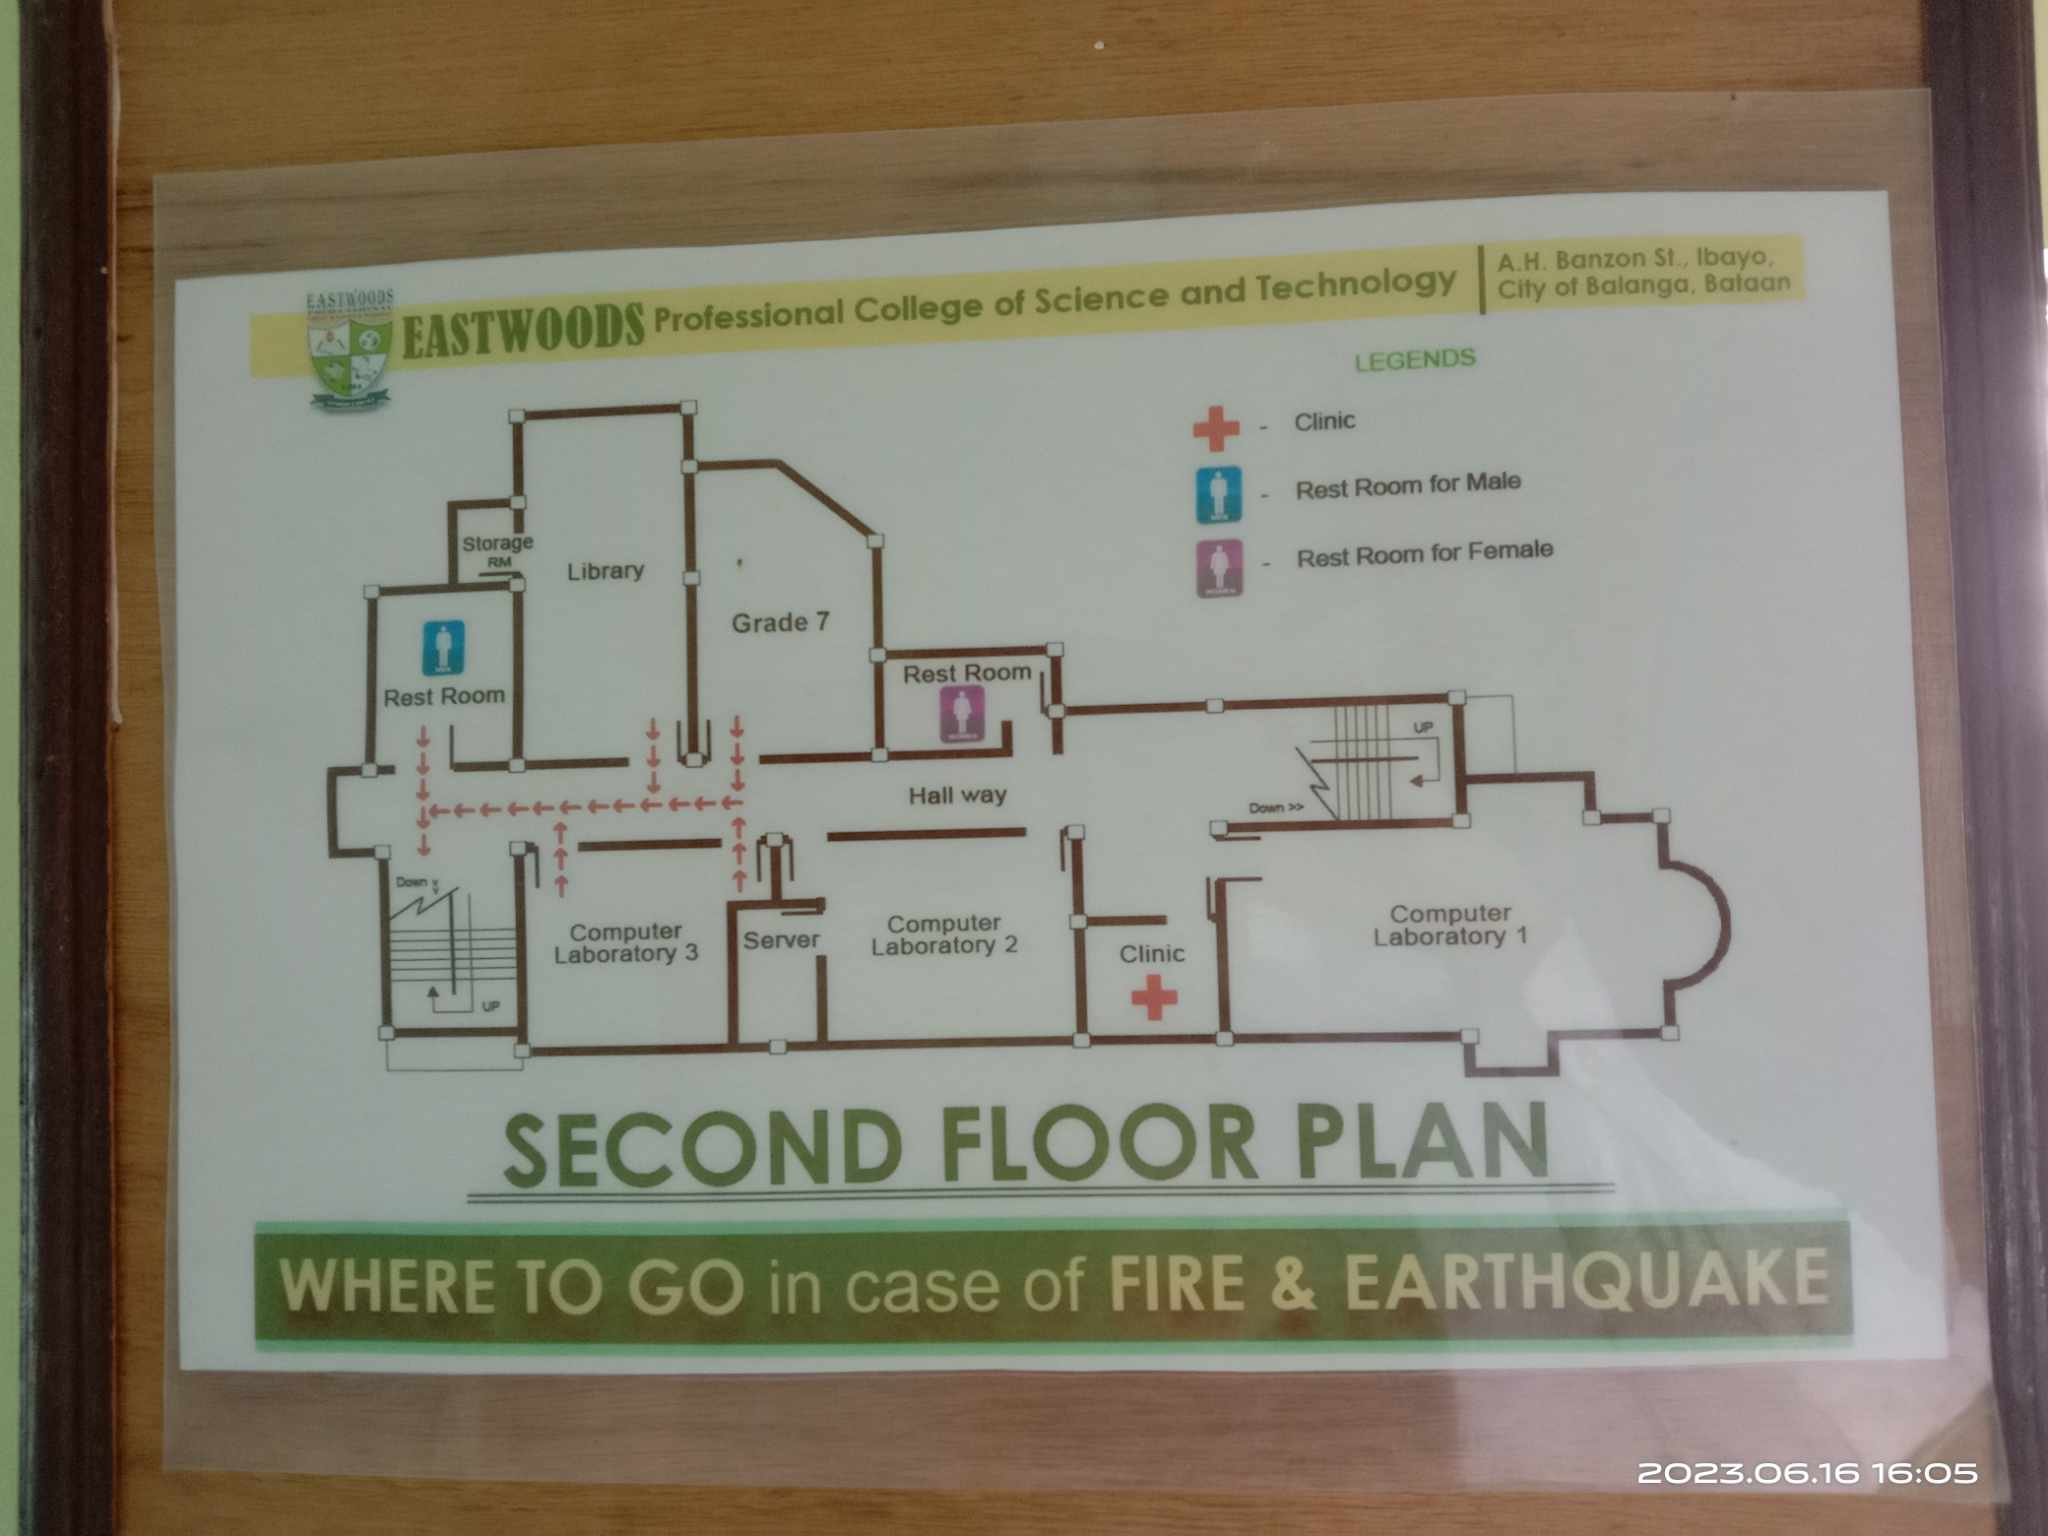 EASTWOODS
EASTWOODS Professional College of Science and Technology
A.H. Banzon St., Ibayo,
City of Balanga, Bataan
LEGENDS
- Clinic
- Rest Room for Male
- Rest Room for Female
Storage
RM
Library
Grade 7
Rest Room
Rest Room
Hall way
UP
Down >>
Down
UP
Computer
Laboratory 3
Server
Computer
Laboratory 2
Clinic
Computer
Laboratory 1
SECOND FLOOR PLAN
WHERE TO GO in case of FIRE & EARTHQUAKE
2023.06.16 16:05